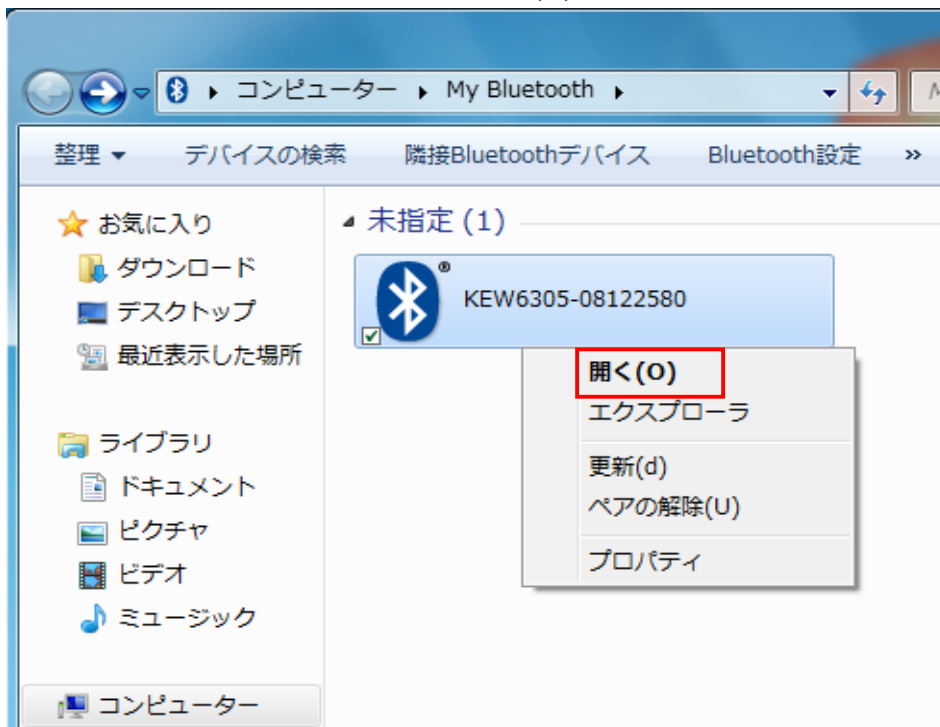 コンピューター ▸ My Bluetooth ▸
整理 デバイスの検索 隣接Bluetoothデバイス Bluetooth設定 »
お気に入り
ダウンロード
デスクトップ
最近表示した場所
ライブラリ
ドキュメント
ピクチャ
ビデオ
ミュージック
コンピューター
未指定 (1)
KEW6305-08122580
開く(O)
エクスプローラ
更新(d)
ペアの解除(U)
プロパティ